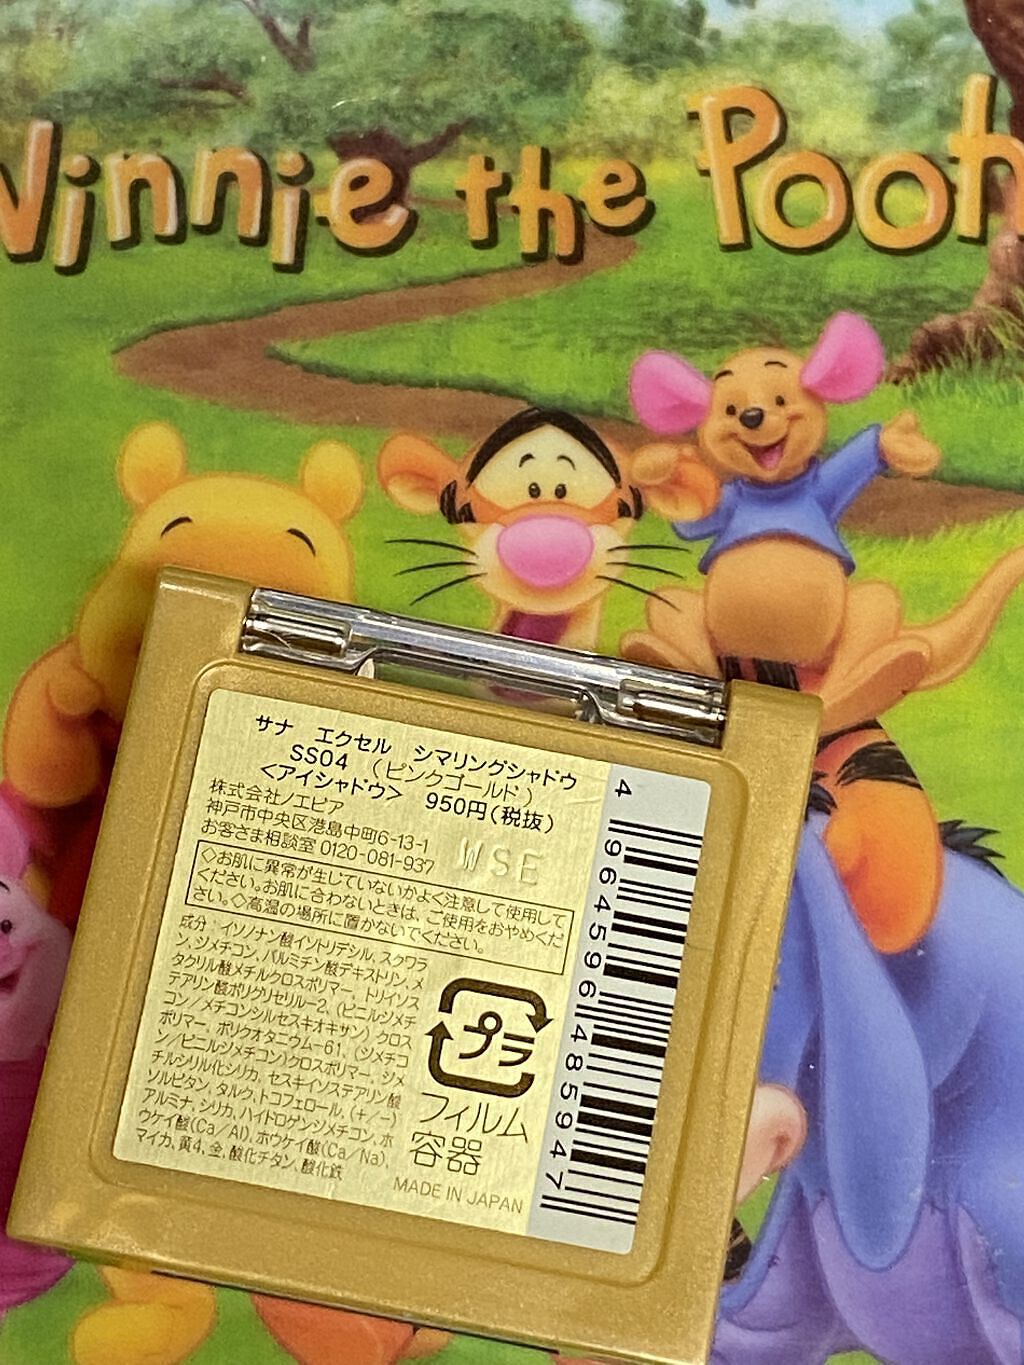 Winnie the Pooh
サナ エクセル シマリングシャドウ
SS04 (ピンクゴールド)
<アイシャドウ> 950円(税抜)
株式会社ノエビア
神戸市中央区港島中町6-13-1
お客さま相談室 0120-081-937
WSE
◇お肌に異常が生じていないかよく注意して使用して
ください。お肌に合わないときは、ご使用をおやめくだ
さい。◇高温の場所に置かないでください。
成分:イソノナン酸イソトリデシル、スクワラ
ン、ジメチコン、パルミチン酸デキストリン、メ
タクリル酸メチルクロスポリマー、トリイソス
テアリン酸ポリグリセリル-2、(ビニルジメチ
コン/メチコンシルセスキオキサン)クロス
ポリマー、ポリクオタニウム-61、(ジメチコ
ン/ビニルジメチコン)クロスポリマー、ジメ
チルシリル化シリカ、セスキイソステアリン酸
ソルビタン、タルク、トコフェロール、(+/-)
アルミナ、シリカ、ハイドロゲンジメチコン、ホ
ウケイ酸(Ca/Al)、ホウケイ酸(Ca/Na)、
マイカ、黄4、金、酸化チタン、酸化鉄
プラ
フィルム
容器
MADE IN JAPAN
4 964596 485947